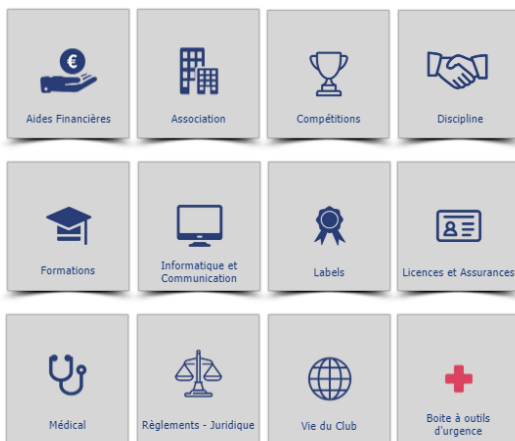 Aides Financières
Association
Compétitions
Discipline
Formations
Informatique et
Communication
Labels
Licences et Assurances
Médical
Règlements - Juridique
Vie du Club
Boite à outils
d'urgence